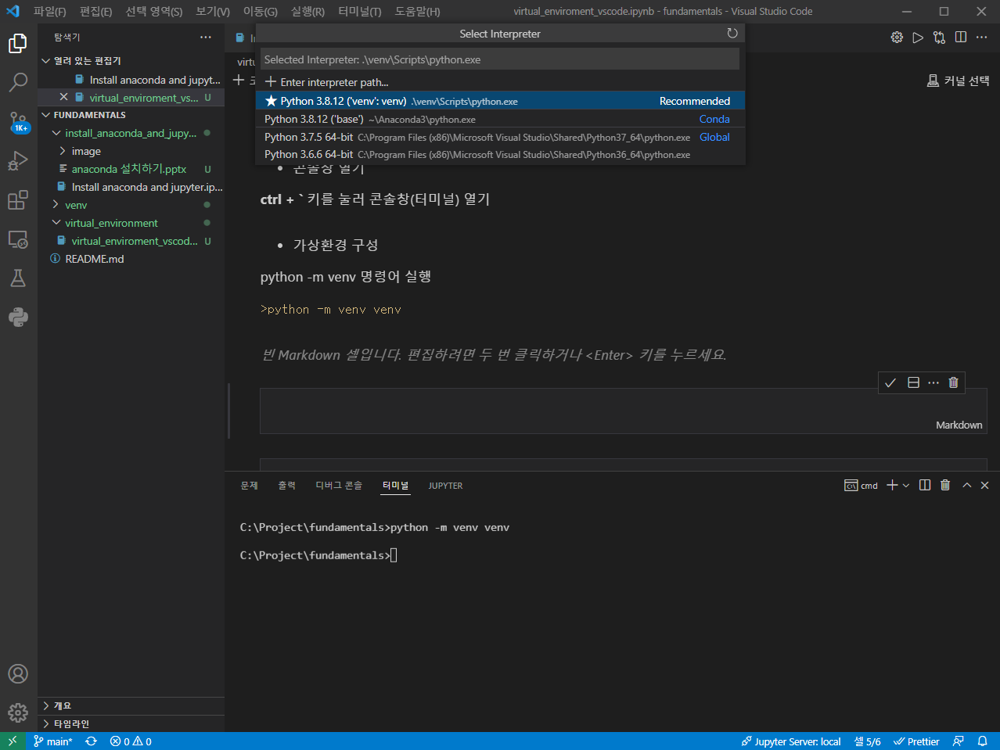 파일(F) 편집(E) 선택 영역(S) 보기(V) 이동(G) 실행(R) 터미널(T) 도움말(H) virtual_enviroment_vscode.ipynb - fundamentals - Visual Studio Code
탐색기
열려 있는 편집기
Install anaconda and jupyt...
virtual_enviroment_vs... U
FUNDAMENTALS
install_anaconda_and_jupy...
image
anaconda 설치하기.pptx U
Install anaconda and jupyter.ip...
venv
virtual_environment
virtual_enviroment_vscod... U
README.md
개요
타임라인
1K+
Select Interpreter
Selected Interpreter: .\venv\Scripts\python.exe
Enter interpreter path...
Python 3.8.12 ('venv': venv) .\venv\Scripts\python.exe Recommended
Python 3.8.12 ('base') ~\Anaconda3\python.exe Conda
Python 3.7.5 64-bit C:\Program Files (x86)\Microsoft Visual Studio\Shared\Python37_64\python.exe Global
Python 3.6.6 64-bit C:\Program Files (x86)\Microsoft Visual Studio\Shared\Python36_64\python.exe
커널 선택
• 콘솔창 열기
ctrl + ` 키를 눌러 콘솔창(터미널) 열기
• 가상환경 구성
python -m venv 명령어 실행
>python -m venv venv
빈 Markdown 셀입니다. 편집하려면 두 번 클릭하거나 <Enter> 키를 누르세요.
Markdown
문제 출력 디버그 콘솔 터미널 JUPYTER cmd
C:\Project\fundamentals>python -m venv venv
C:\Project\fundamentals>
main* 0 0 Jupyter Server: local 셀 5/6 Prettier